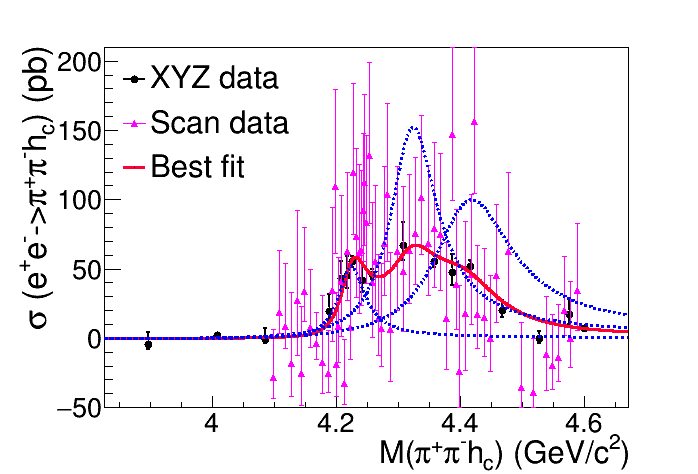 σ (e⁺e⁻->π⁺π⁻h_c) (pb)
200
150
100
50
0
−50
XYZ data
Scan data
Best fit
4
4.2
4.4
4.6
M(π⁺π⁻h_c) (GeV/c²)